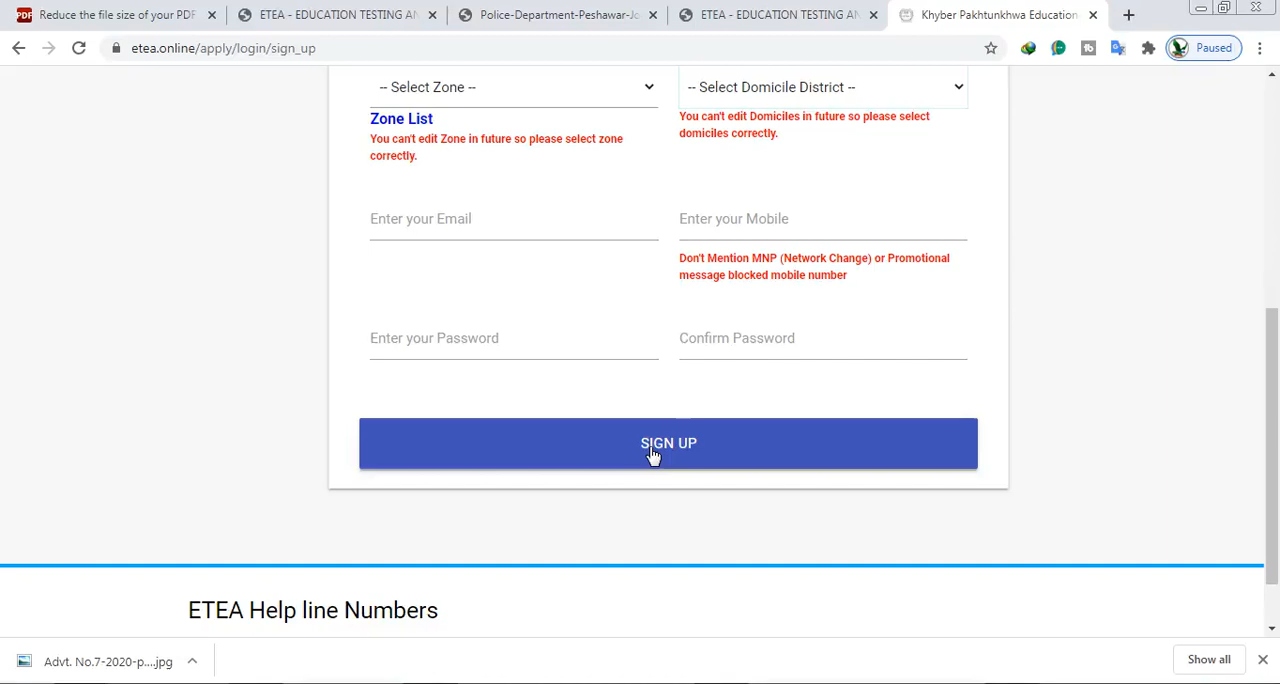 Reduce the file size of your PDF
ETEA - EDUCATION TESTING AN
Police-Department-Peshawar-Jo
ETEA - EDUCATION TESTING AN
Khyber Pakhtunkhwa Education
etea.online/apply/login/sign_up
Paused
-- Select Zone --
-- Select Domicile District --
Zone List
You can't edit Zone in future so please select zone
correctly.
You can't edit Domiciles in future so please select
domiciles correctly.
Enter your Email
Enter your Mobile
Don't Mention MNP (Network Change) or Promotional
message blocked mobile number
Enter your Password
Confirm Password
SIGN UP
ETEA Help line Numbers
Advt. No.7-2020-p....jpg
Show all